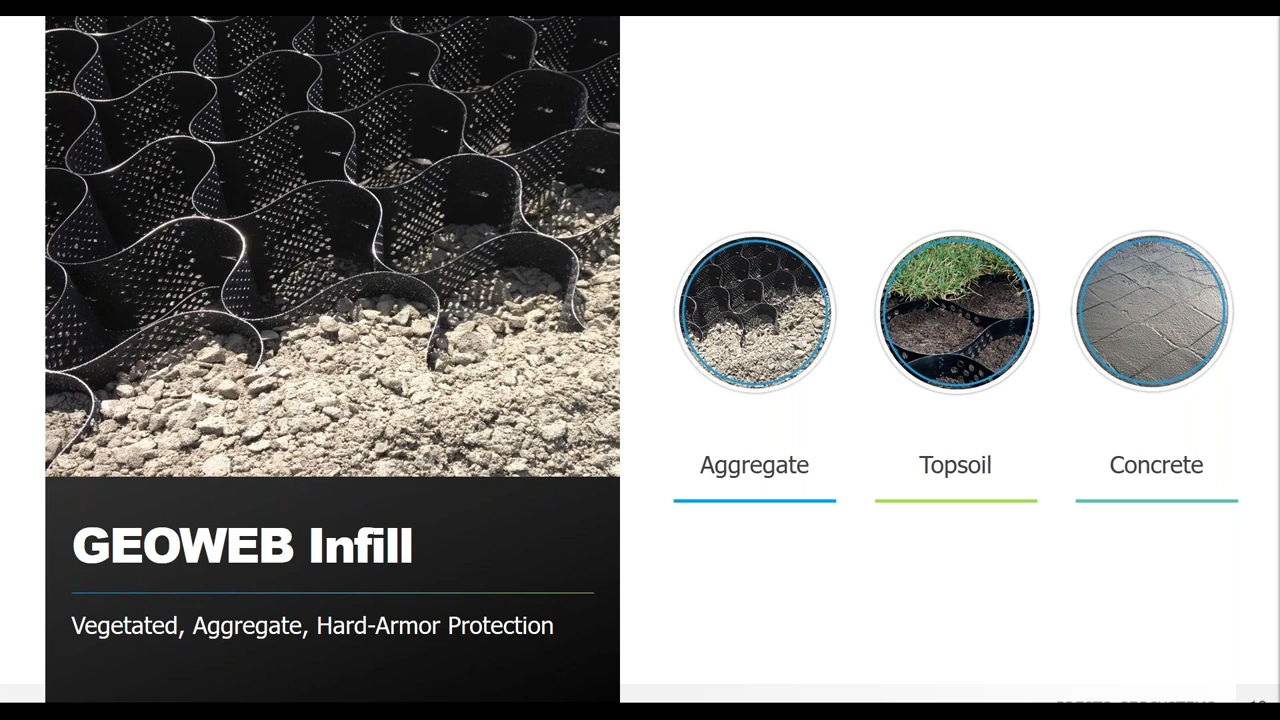 Aggregate
Topsoil
Concrete
GEOWEB Infill
Vegetated, Aggregate, Hard-Armor Protection